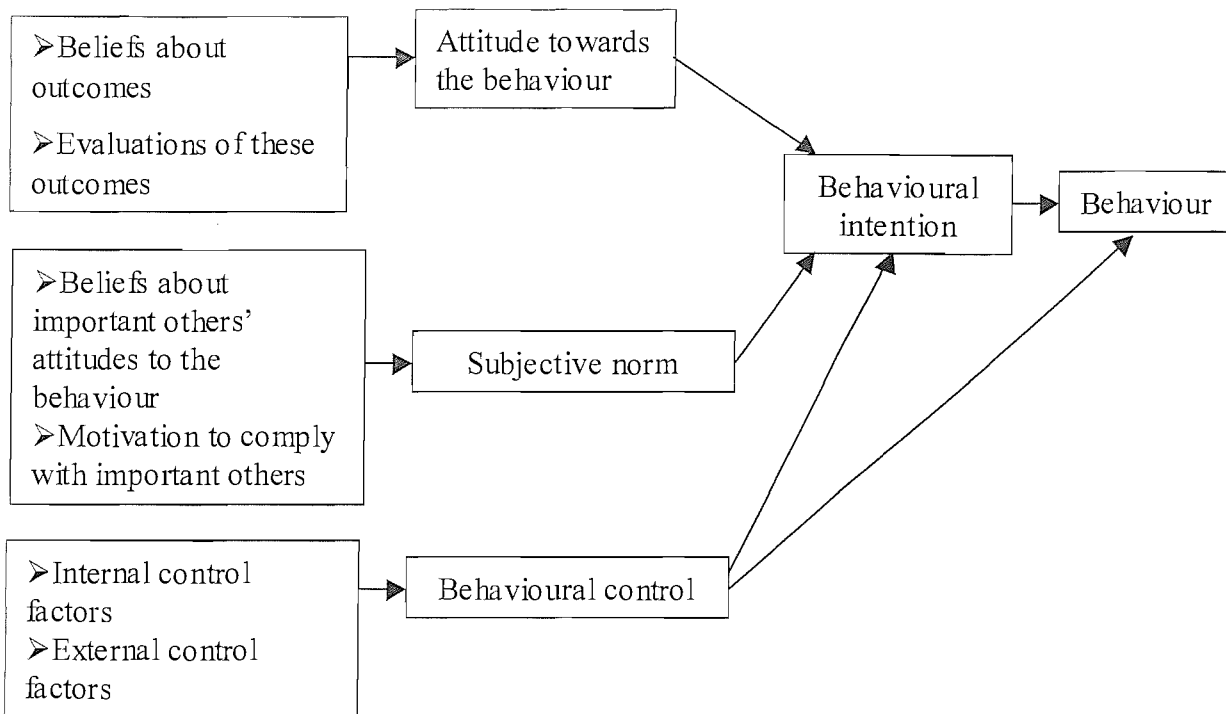 ➢Beliefs about
outcomes
➢Evaluations of these
outcomes
Attitude towards
the behaviour
➢Beliefs about
important others'
attitudes to the
behaviour
➢Motivation to comply
with important others
Subjective norm
➢Internal control
factors
➢External control
factors
Behavioural control
Behavioural
intention
Behaviour